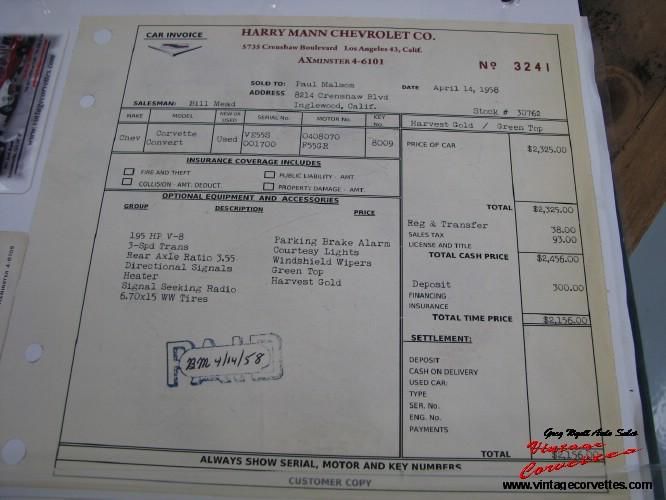 CAR INVOICE
HARRY MANN CHEVROLET CO.
5735 Crenshaw Boulevard Los Angeles 43, Calif.
AXMINSTER 4-6101
No 3241
SOLD TO: Paul Malmom
DATE April 14, 1958
ADDRESS 8214 Crenshaw Blvd
Inglewood, Calif.
SALESMAN: Bill Mead
Stock # 30762
MAKE MODEL NEW OR USED SERIAL No. MOTOR No. KEY No.
Chev Corvette Convert Used VE55S 001700 0408070 F55GR 8009
Harvest Gold / Green Top
PRICE OF CAR $2,325.00
INSURANCE COVERAGE INCLUDES
FIRE AND THEFT PUBLIC LIABILITY - AMT.
COLLISION - AMT. DEDUCT. PROPERTY DAMAGE - AMT.
OPTIONAL EQUIPMENT AND ACCESSORIES
GROUP DESCRIPTION PRICE
195 HP V-8
3-Spd Trans
Rear Axle Ratio 3.55
Directional Signals
Heater
Signal Seeking Radio
6.70x15 WW Tires
Parking Brake Alarm
Courtesy Lights
Windshield Wipers
Green Top
Harvest Gold
TOTAL $2,325.00
Reg & Transfer 38.00
SALES TAX 93.00
LICENSE AND TITLE
TOTAL CASH PRICE $2,456.00
Deposit 300.00
FINANCING
INSURANCE
TOTAL TIME PRICE $2,156.00
SETTLEMENT:
DEPOSIT
CASH ON DELIVERY
USED CAR:
TYPE
SER. No.
ENG. No.
PAYMENTS
TOTAL $2,156.00
PAID
BM 4/14/58
ALWAYS SHOW SERIAL, MOTOR AND KEY NUMBERS
CUSTOMER COPY
Vintage
Corvettes
www.vintagecorvettes.com
www.vintagecorvettes.com